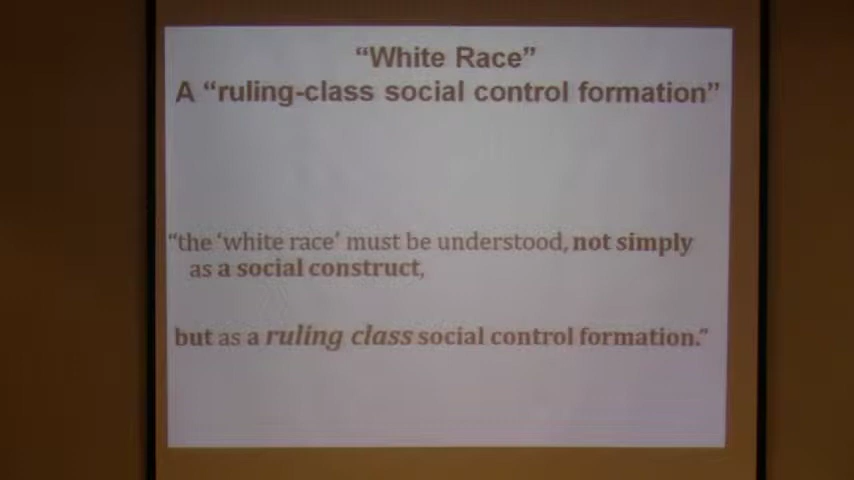 “White Race”
A “ruling-class social control formation”
“the ‘white race’ must be understood, not simply
as a social construct,
but as a ruling class social control formation.”